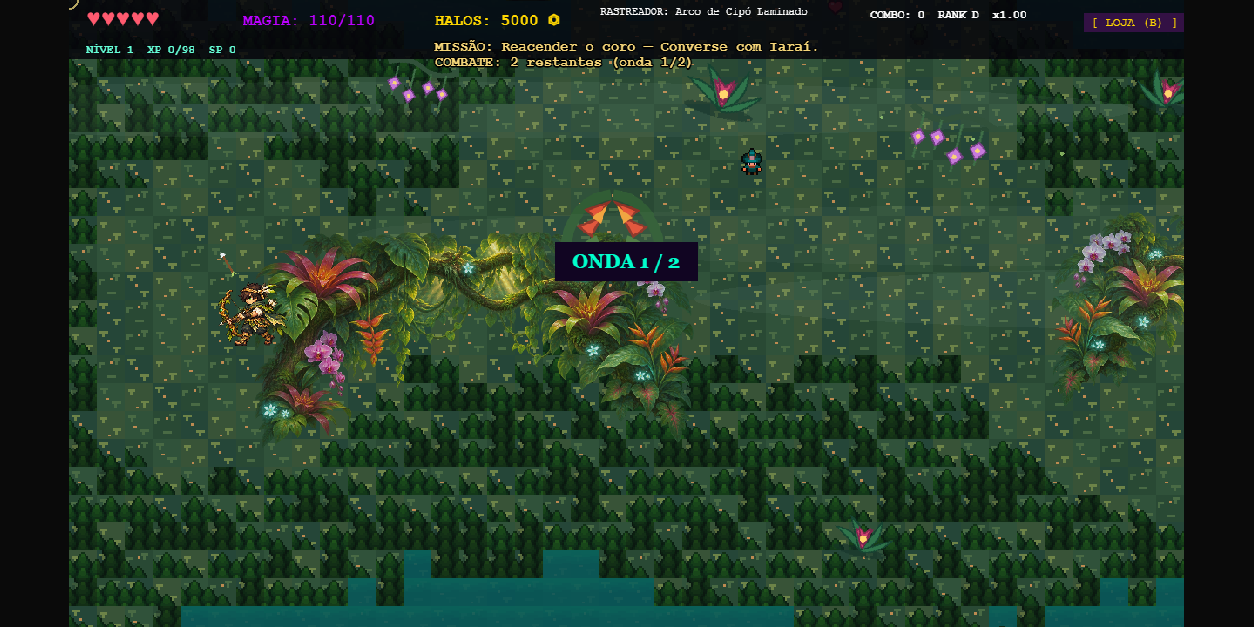 MAGIA: 110/110
HALOS: 5000
RASTREADOR: Arco de Cipó Laminado
COMBO: 0 RANK D x1.00
[ LOJA (B) ]
NÍVEL 1 XP 0/98 SP 0
MISSÃO: Reacender o coro — Converse com Iaraí.
COMBATE: 2 restantes (onda 1/2)
ONDA 1 / 2